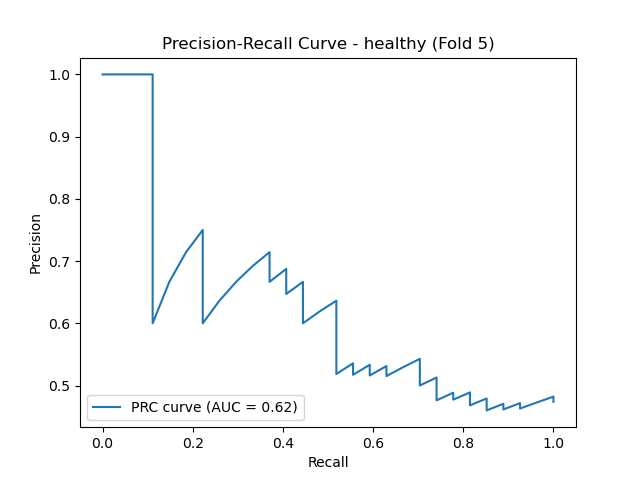 Precision-Recall Curve - healthy (Fold 5)
1.0
0.9
0.8
0.7
0.6
0.5
Precision
PRC curve (AUC = 0.62)
0.0 0.2 0.4 0.6 0.8 1.0
Recall